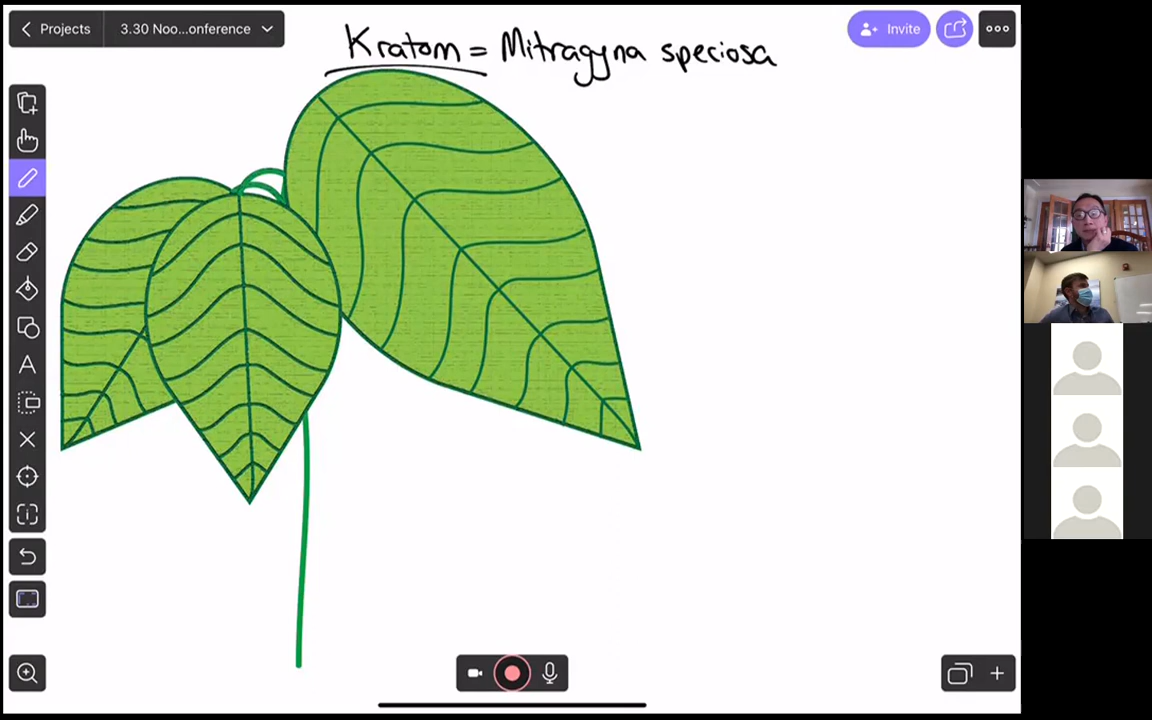 Projects
3.30 Noo...onference
Kratom = Mitragyna speciosa
Invite
A